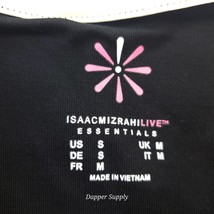 ISAACMIZRAHILIVE™
ESSENTIALS
US S UK M
DE S IT M
FR M
MADE IN VIETNAM
Dapper Supply